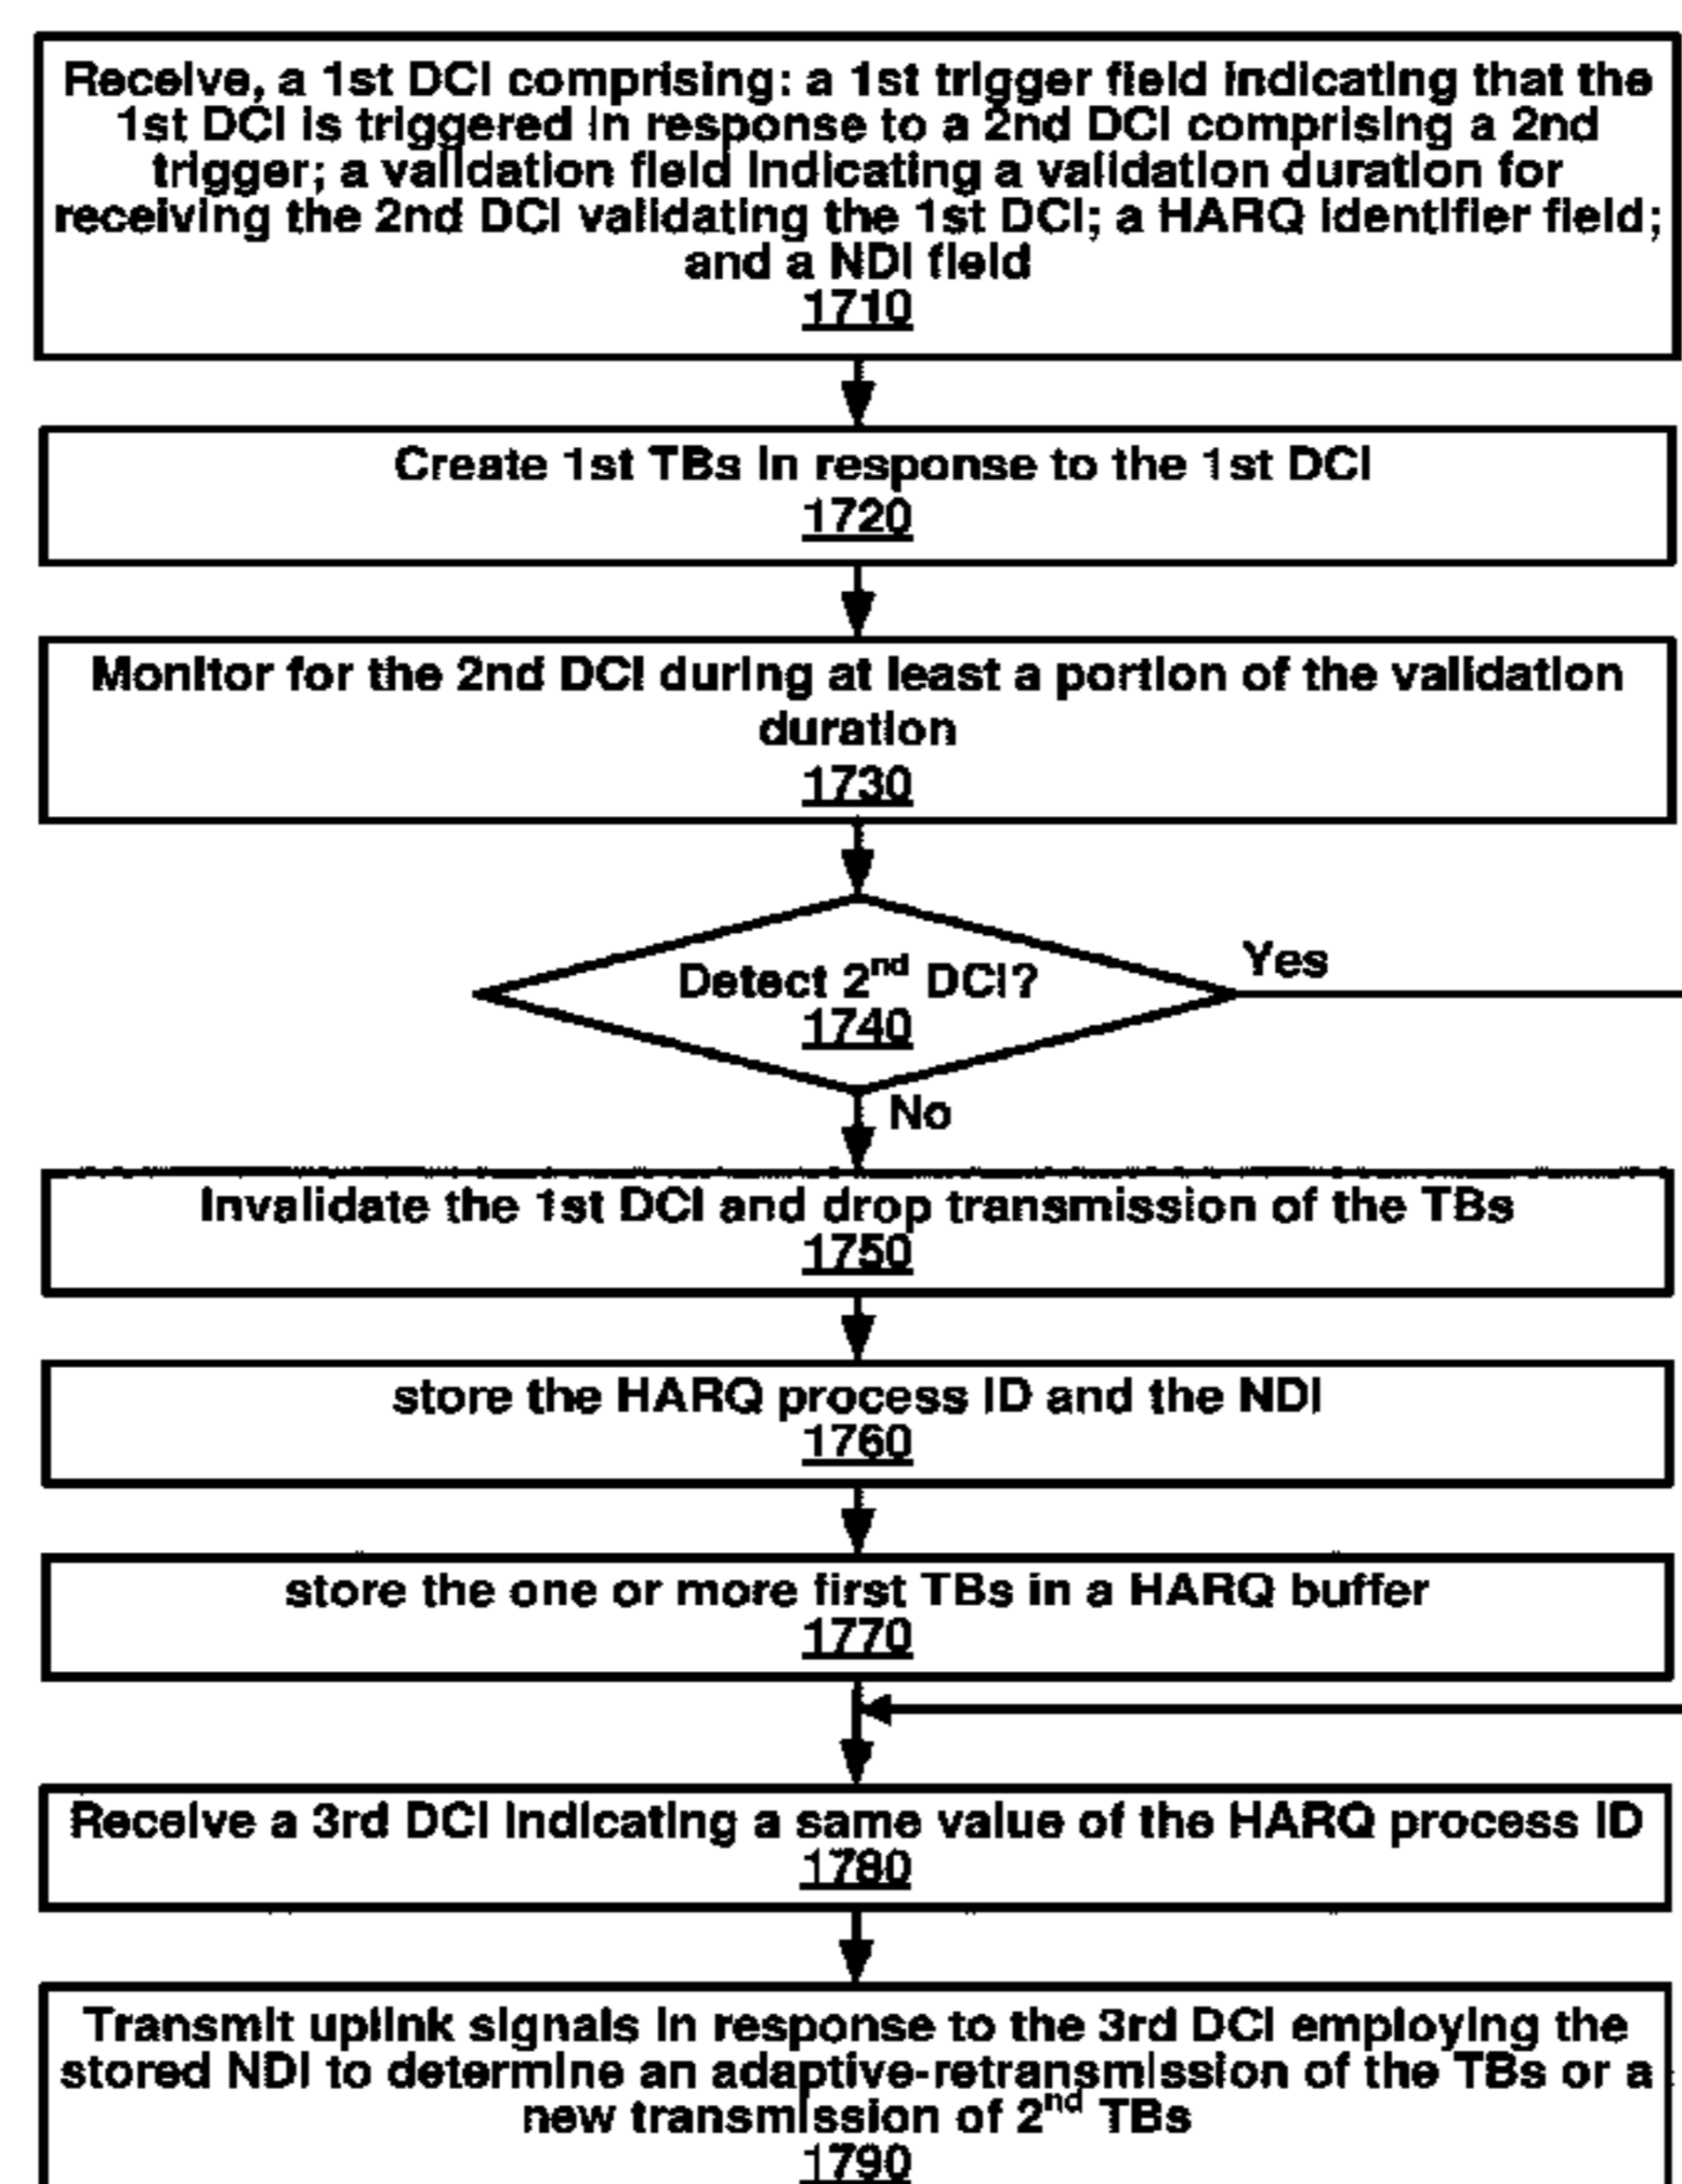 Receive, a 1st DCI comprising: a 1st trigger field indicating that the
1st DCI is triggered in response to a 2nd DCI comprising a 2nd
trigger; a validation field indicating a validation duration for
receiving the 2nd DCI validating the 1st DCI; a HARQ identifier field;
and a NDI field
1710
Create 1st TBs in response to the 1st DCI
1720
Monitor for the 2nd DCI during at least a portion of the validation
duration
1730
Detect 2nd DCI?
1740
Yes
No
Invalidate the 1st DCI and drop transmission of the TBs
1750
store the HARQ process ID and the NDI
1760
store the one or more first TBs in a HARQ buffer
1770
Receive a 3rd DCI indicating a same value of the HARQ process ID
1780
Transmit uplink signals in response to the 3rd DCI employing the
stored NDI to determine an adaptive-retransmission of the TBs or a
new transmission of 2nd TBs
1790